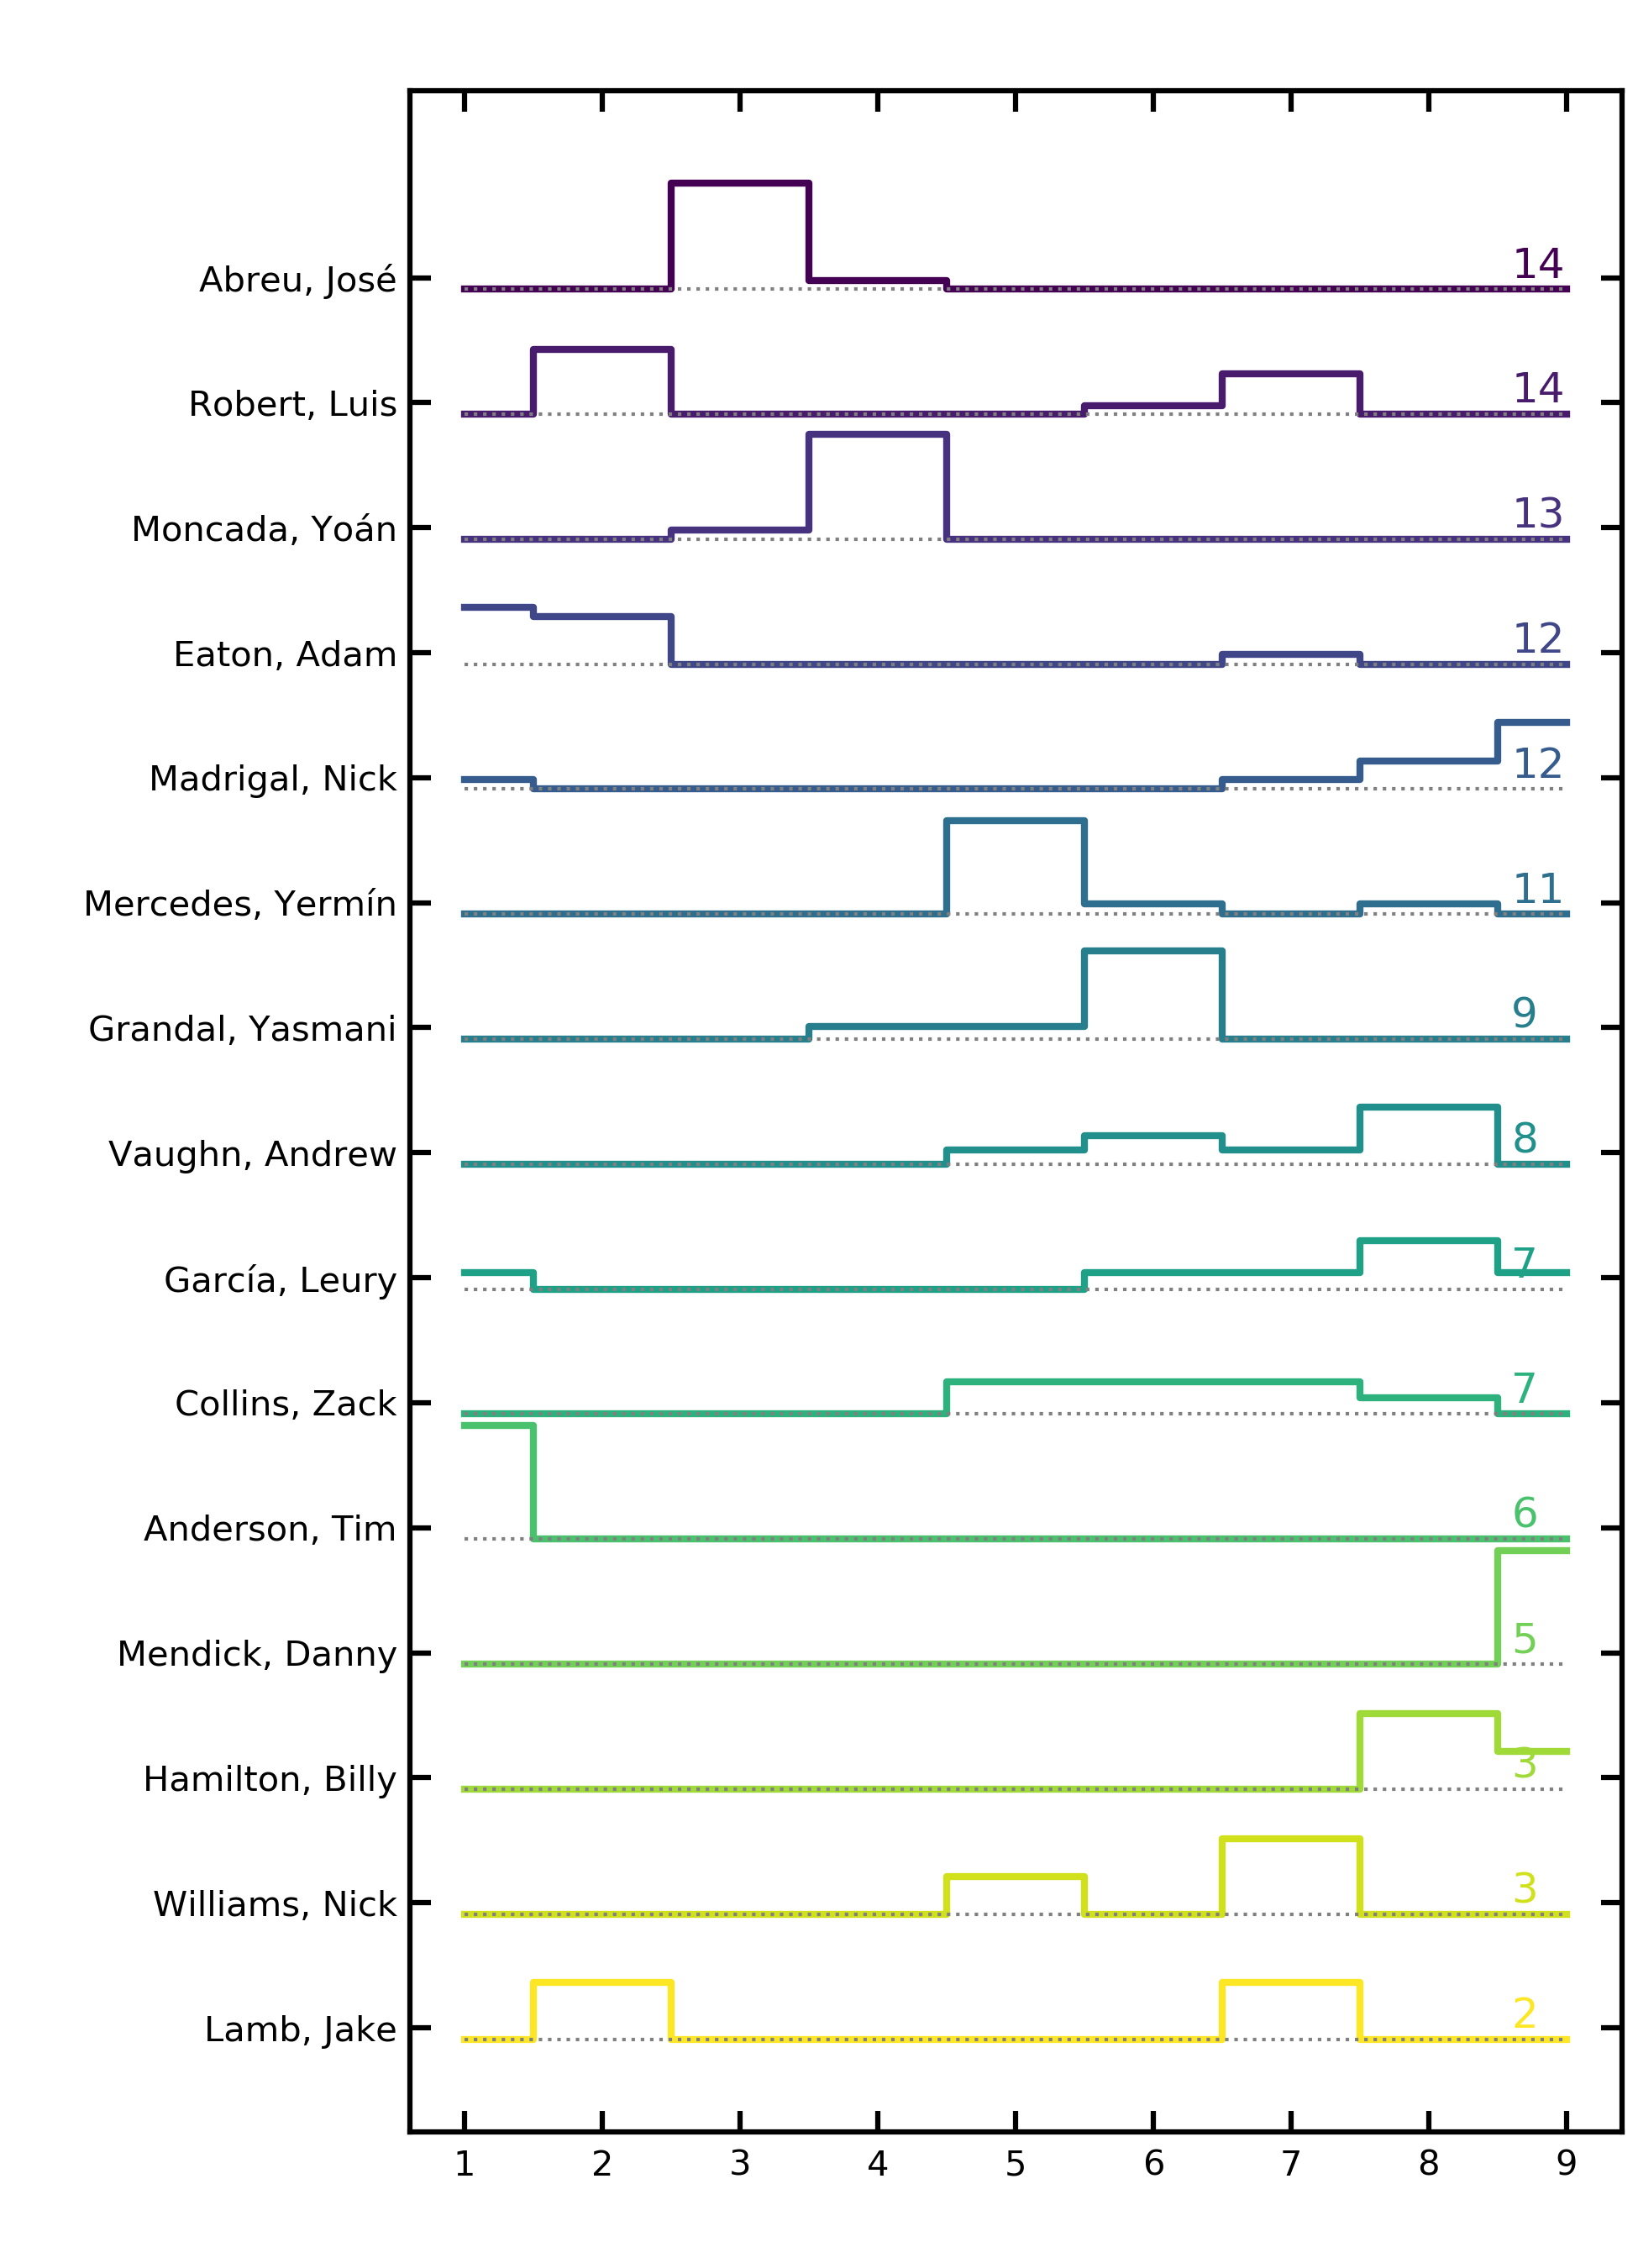 Abreu, José 14
Robert, Luis 14
Moncada, Yoán 13
Eaton, Adam 12
Madrigal, Nick 12
Mercedes, Yermín 11
Grandal, Yasmani 9
Vaughn, Andrew 8
García, Leury 7
Collins, Zack 7
Anderson, Tim 6
Mendick, Danny 5
Hamilton, Billy 3
Williams, Nick 3
Lamb, Jake 2
1 2 3 4 5 6 7 8 9